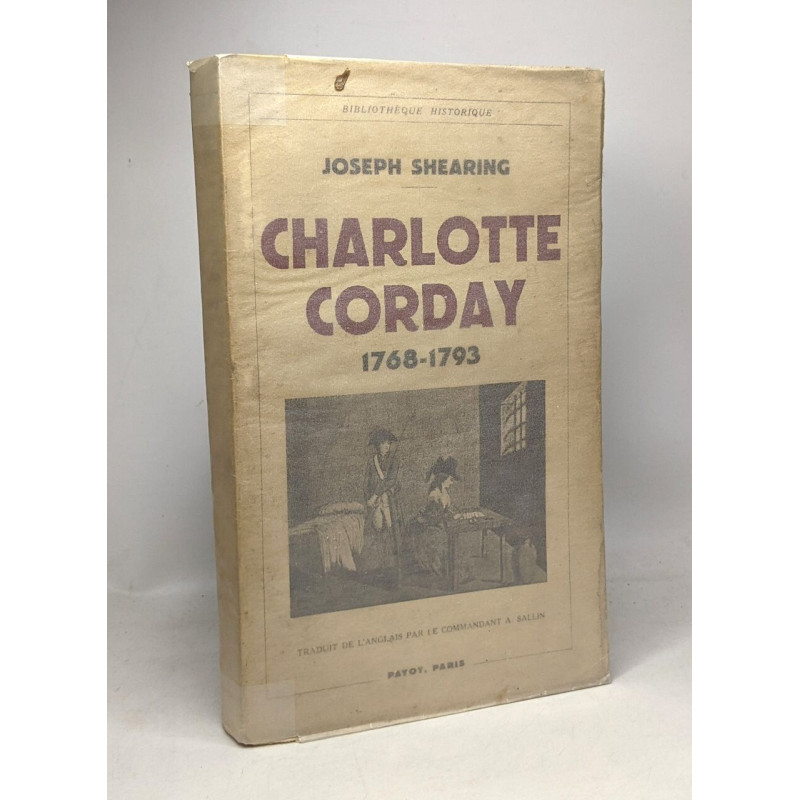 BIBLIOTHÈQUE HISTORIQUE
JOSEPH SHEARING
CHARLOTTE
CORDAY
1768-1793
TRADUIT DE L'ANGLAIS PAR LE COMMANDANT A. SALLIN
PAYOT, PARIS